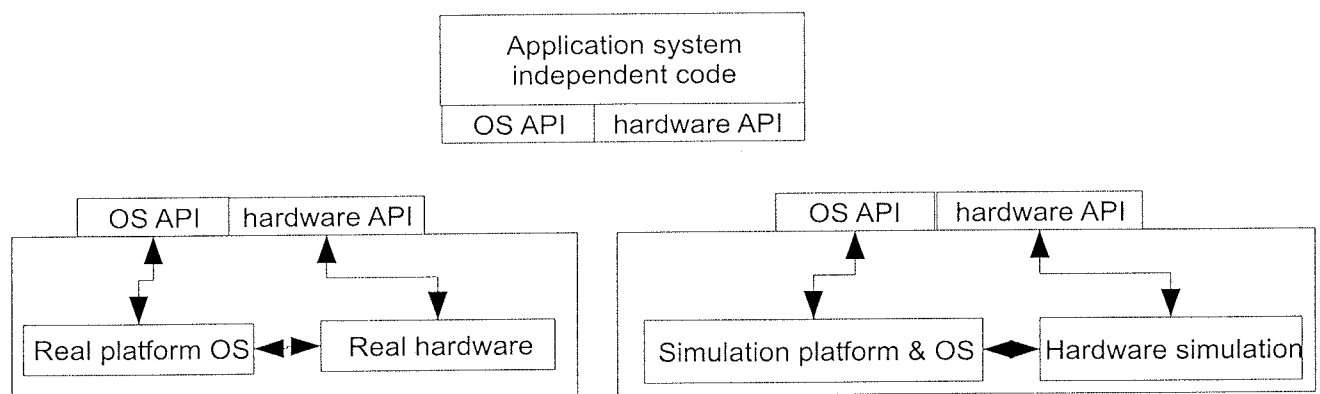 Application system
independent code
OS API
hardware API
OS API
hardware API
Real platform OS
Real hardware
OS API
hardware API
Simulation platform & OS
Hardware simulation